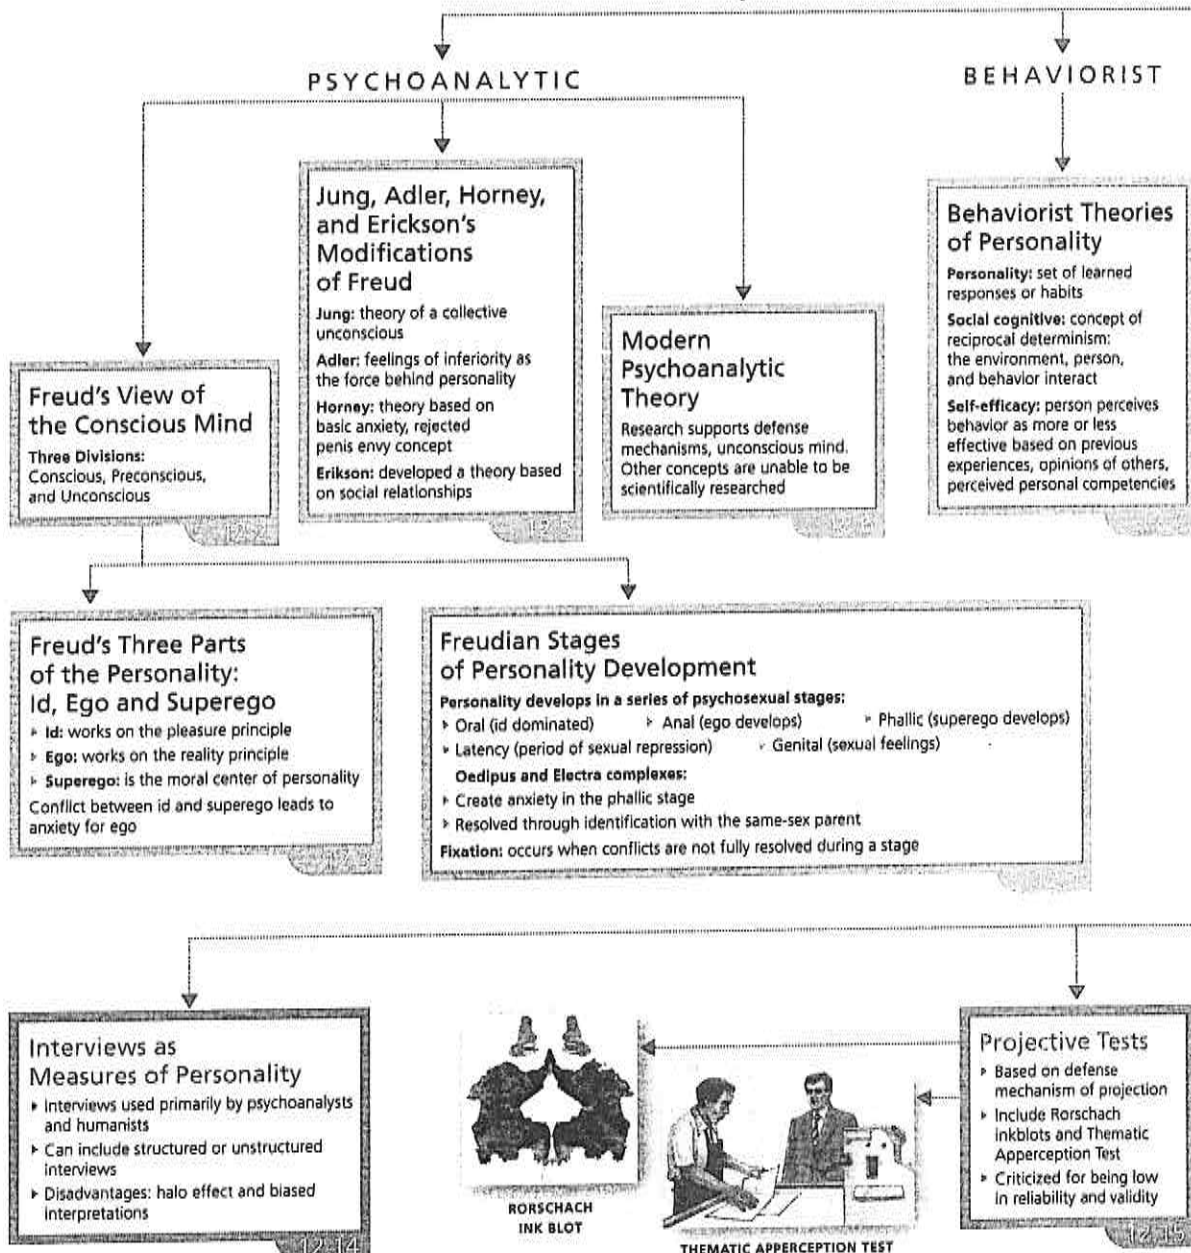 PSYCHOANALYTIC
BEHAVIORIST
Jung, Adler, Horney,
and Erickson's
Modifications
of Freud
Jung: theory of a collective
unconscious
Adler: feelings of inferiority as
the force behind personality
Horney: theory based on
basic anxiety, rejected
penis envy concept
Erikson: developed a theory based
on social relationships
Behaviorist Theories
of Personality
Personality: set of learned
responses or habits
Social cognitive: concept of
reciprocal determinism:
the environment, person,
and behavior interact
Self-efficacy: person perceives
behavior as more or less
effective based on previous
experiences, opinions of others,
perceived personal competencies
Modern
Psychoanalytic
Theory
Research supports defense
mechanisms, unconscious mind.
Other concepts are unable to be
scientifically researched
Freud's View of
the Conscious Mind
Three Divisions:
Conscious, Preconscious,
and Unconscious
12.2
Freud's Three Parts
of the Personality:
Id, Ego and Superego
Id: works on the pleasure principle
Ego: works on the reality principle
Superego: is the moral center of personality
Conflict between id and superego leads to
anxiety for ego
12.3
Freudian Stages
of Personality Development
Personality develops in a series of psychosexual stages:
Oral (id dominated) Anal (ego develops) Phallic (superego develops)
Latency (period of sexual repression) Genital (sexual feelings)
Oedipus and Electra complexes:
Create anxiety in the phallic stage
Resolved through identification with the same-sex parent
Fixation: occurs when conflicts are not fully resolved during a stage
Interviews as
Measures of Personality
Interviews used primarily by psychoanalysts
and humanists
Can include structured or unstructured
interviews
Disadvantages: halo effect and biased
interpretations
12.14
RORSCHACH
INK BLOT
THEMATIC APPERCEPTION TEST
Projective Tests
Based on defense
mechanism of projection
Include Rorschach
inkblots and Thematic
Apperception Test
Criticized for being low
in reliability and validity
12.15